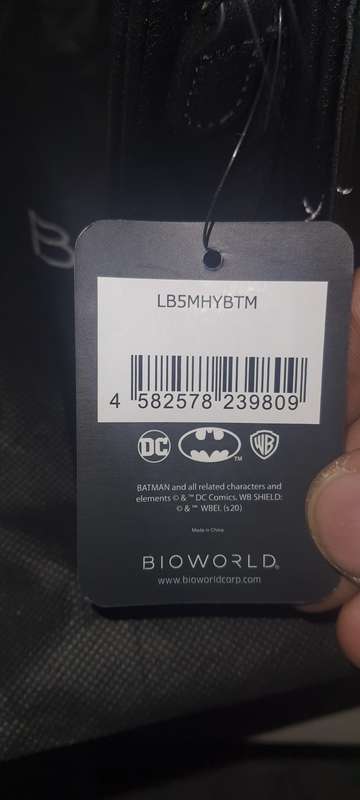 LB5MHYBTM
4 582578 239809
DC
WB
BATMAN and all related characters and
elements © & ™ DC Comics. WB SHIELD:
© & ™ WBEI. (s20)
Made in China
BIOWORLD®
www.bioworldcorp.com